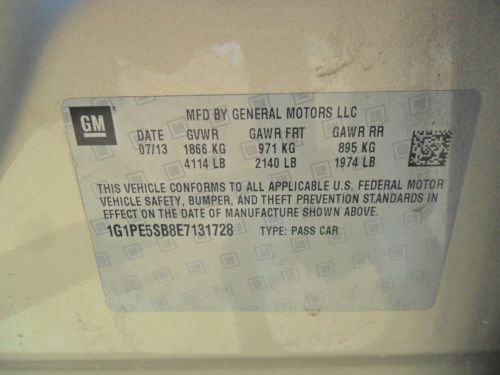 GM
MFD BY GENERAL MOTORS LLC
DATE GVWR GAWR FRT GAWR RR
07/13 1866 KG 971 KG 895 KG
4114 LB 2140 LB 1974 LB
THIS VEHICLE CONFORMS TO ALL APPLICABLE U.S. FEDERAL MOTOR
VEHICLE SAFETY, BUMPER, AND THEFT PREVENTION STANDARDS IN
EFFECT ON THE DATE OF MANUFACTURE SHOWN ABOVE.
1G1PE5SB8E7131728 TYPE: PASS CAR